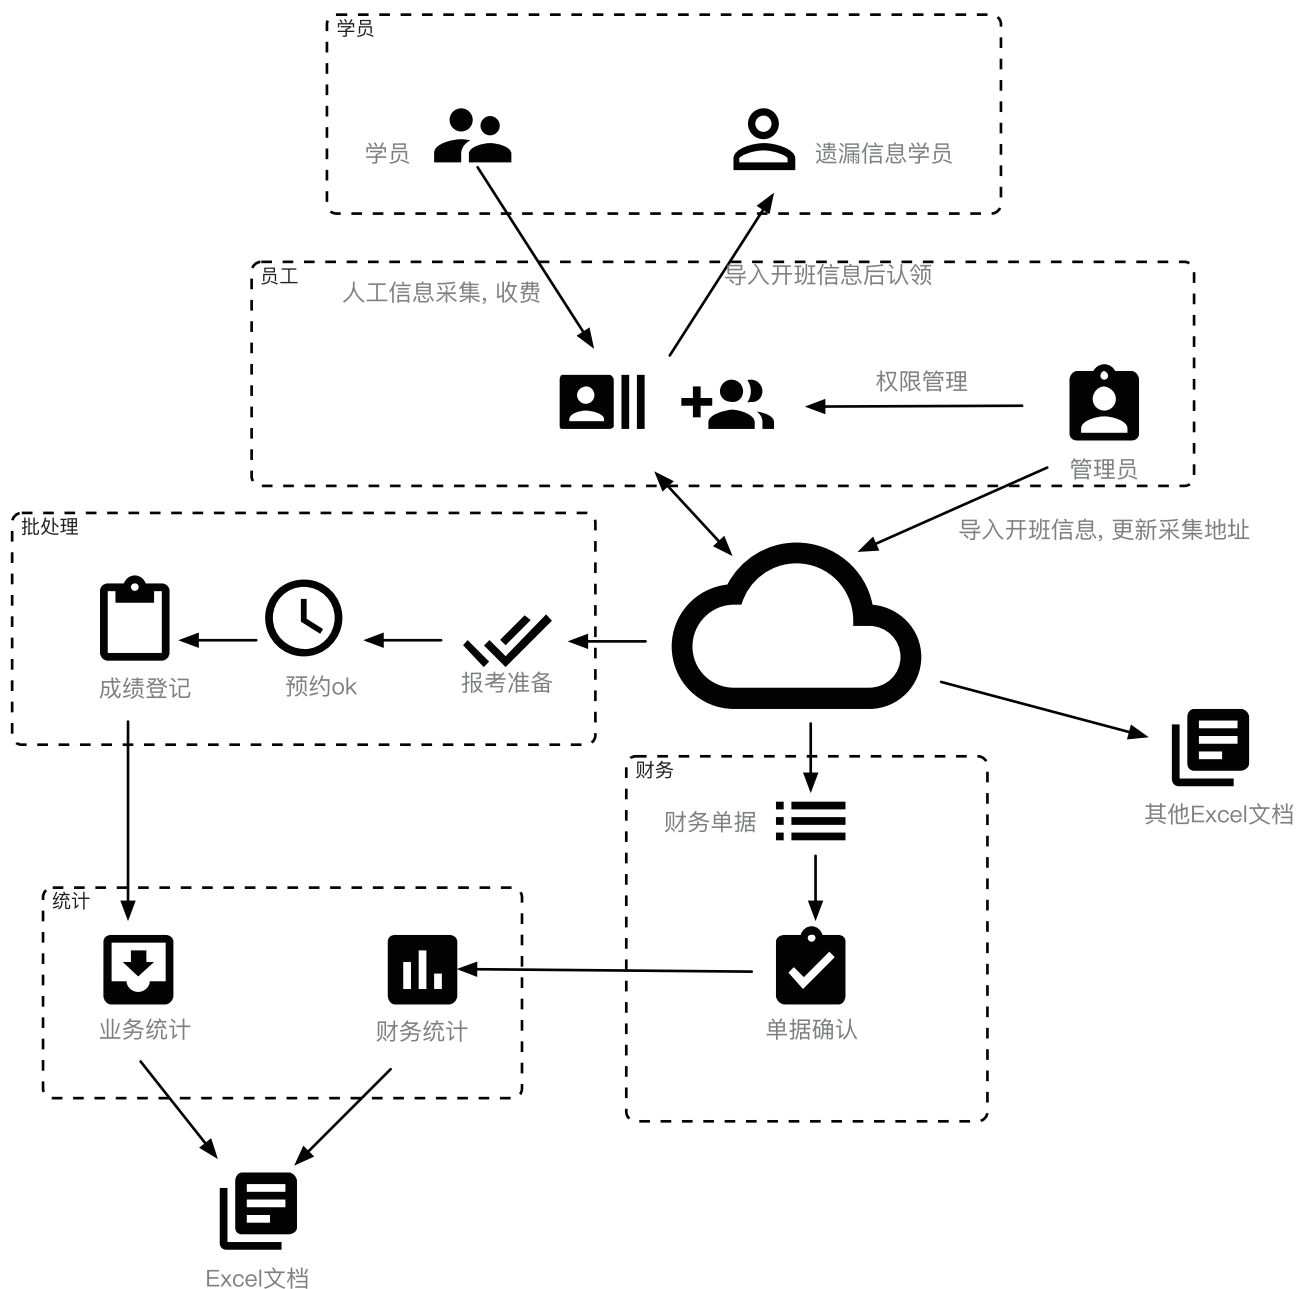 学员
学员
遗漏信息学员
员工
人工信息采集, 收费
导入开班信息后认领
权限管理
管理员
批处理
导入开班信息, 更新采集地址
成绩登记
预约ok
报考准备
财务
财务单据
其他Excel文档
统计
业务统计
财务统计
单据确认
Excel文档